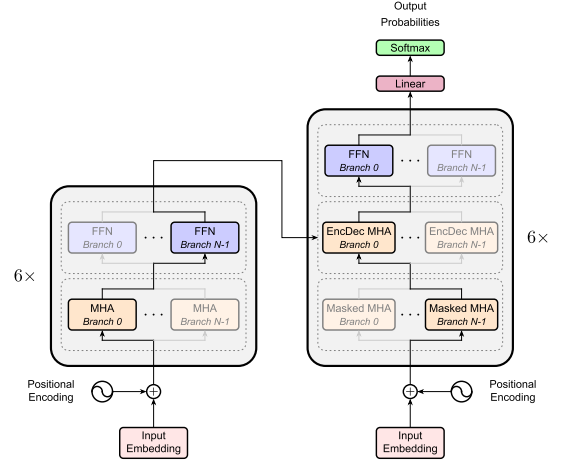 Output
Probabilities
Softmax
Linear
FFN
Branch 0
. . .
FFN
Branch N-1
EncDec MHA
Branch 0
. . .
EncDec MHA
Branch N-1
Masked MHA
Branch 0
. . .
Masked MHA
Branch N-1
6×
FFN
Branch 0
. . .
FFN
Branch N-1
MHA
Branch 0
. . .
MHA
Branch N-1
6×
Positional
Encoding
+
Input
Embedding
+
Positional
Encoding
Input
Embedding